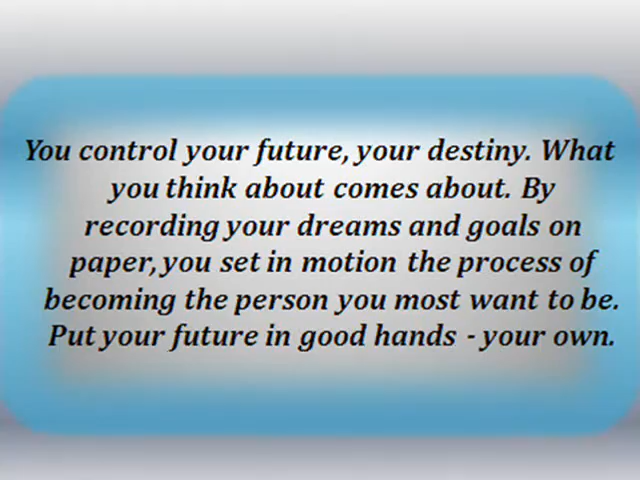 You control your future, your destiny. What
you think about comes about. By
recording your dreams and goals on
paper, you set in motion the process of
becoming the person you most want to be.
Put your future in good hands - your own.